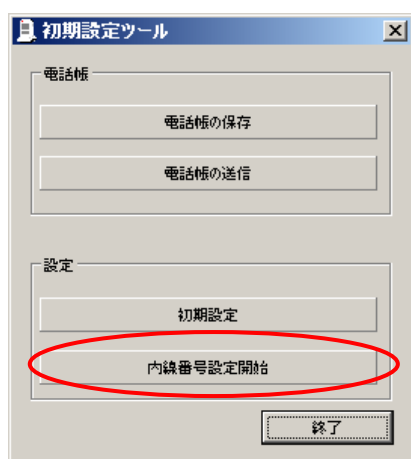 初期設定ツール
電話帳
電話帳の保存
電話帳の送信
設定
初期設定
内線番号設定開始
終了